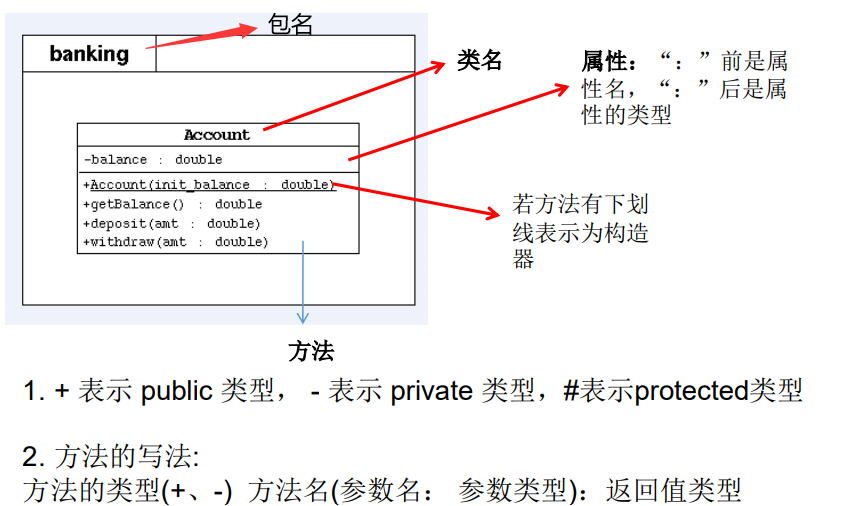 包名
banking
类名
属性：“：”前是属
性名，“：”后是属
性的类型
Account
-balance : double
+Account(init_balance : double)
+getBalance() : double
+deposit(amt : double)
+withdraw(amt : double)
若方法有下划
线表示为构造
器
方法
1. + 表示 public 类型， - 表示 private 类型，#表示protected类型
2. 方法的写法:
方法的类型(+、-) 方法名(参数名： 参数类型)：返回值类型